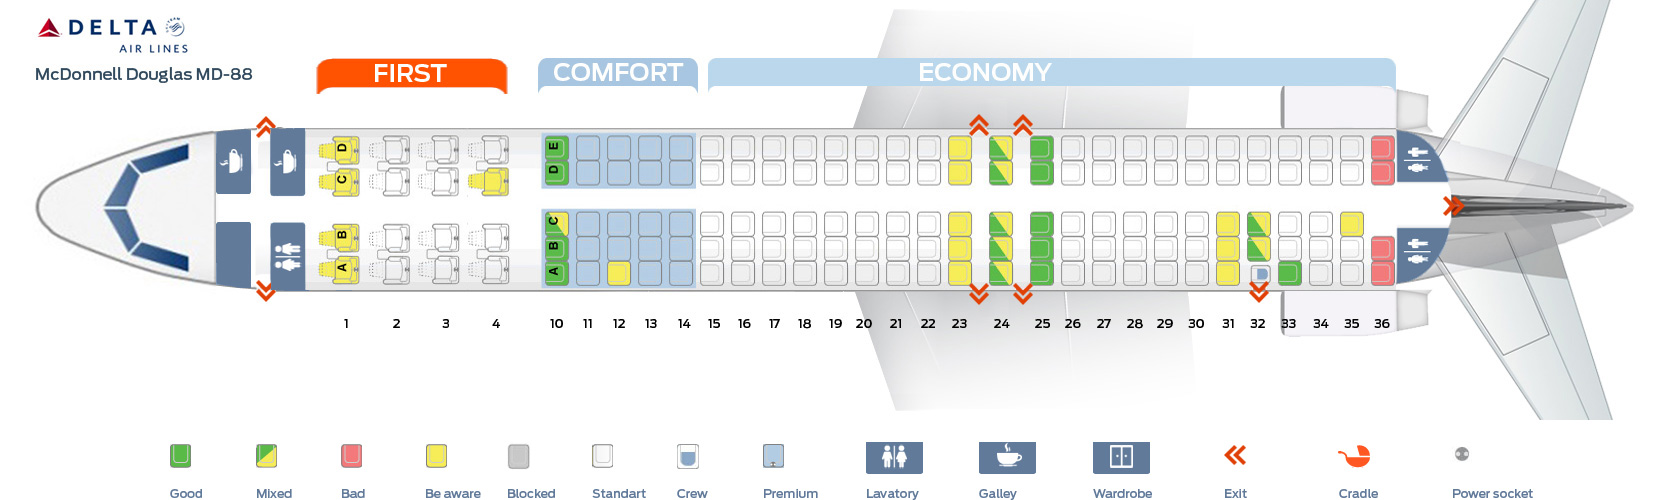 DELTA
AIR LINES
McDonnell Douglas MD-88
FIRST COMFORT ECONOMY
D E
C D
B C
B
A A
1 2 3 4 10 11 12 13 14 15 16 17 18 19 20 21 22 23 24 25 26 27 28 29 30 31 32 33 34 35 36
Good Mixed Bad Be aware Blocked Standart Crew Premium Lavatory Galley Wardrobe Exit Cradle Power socket